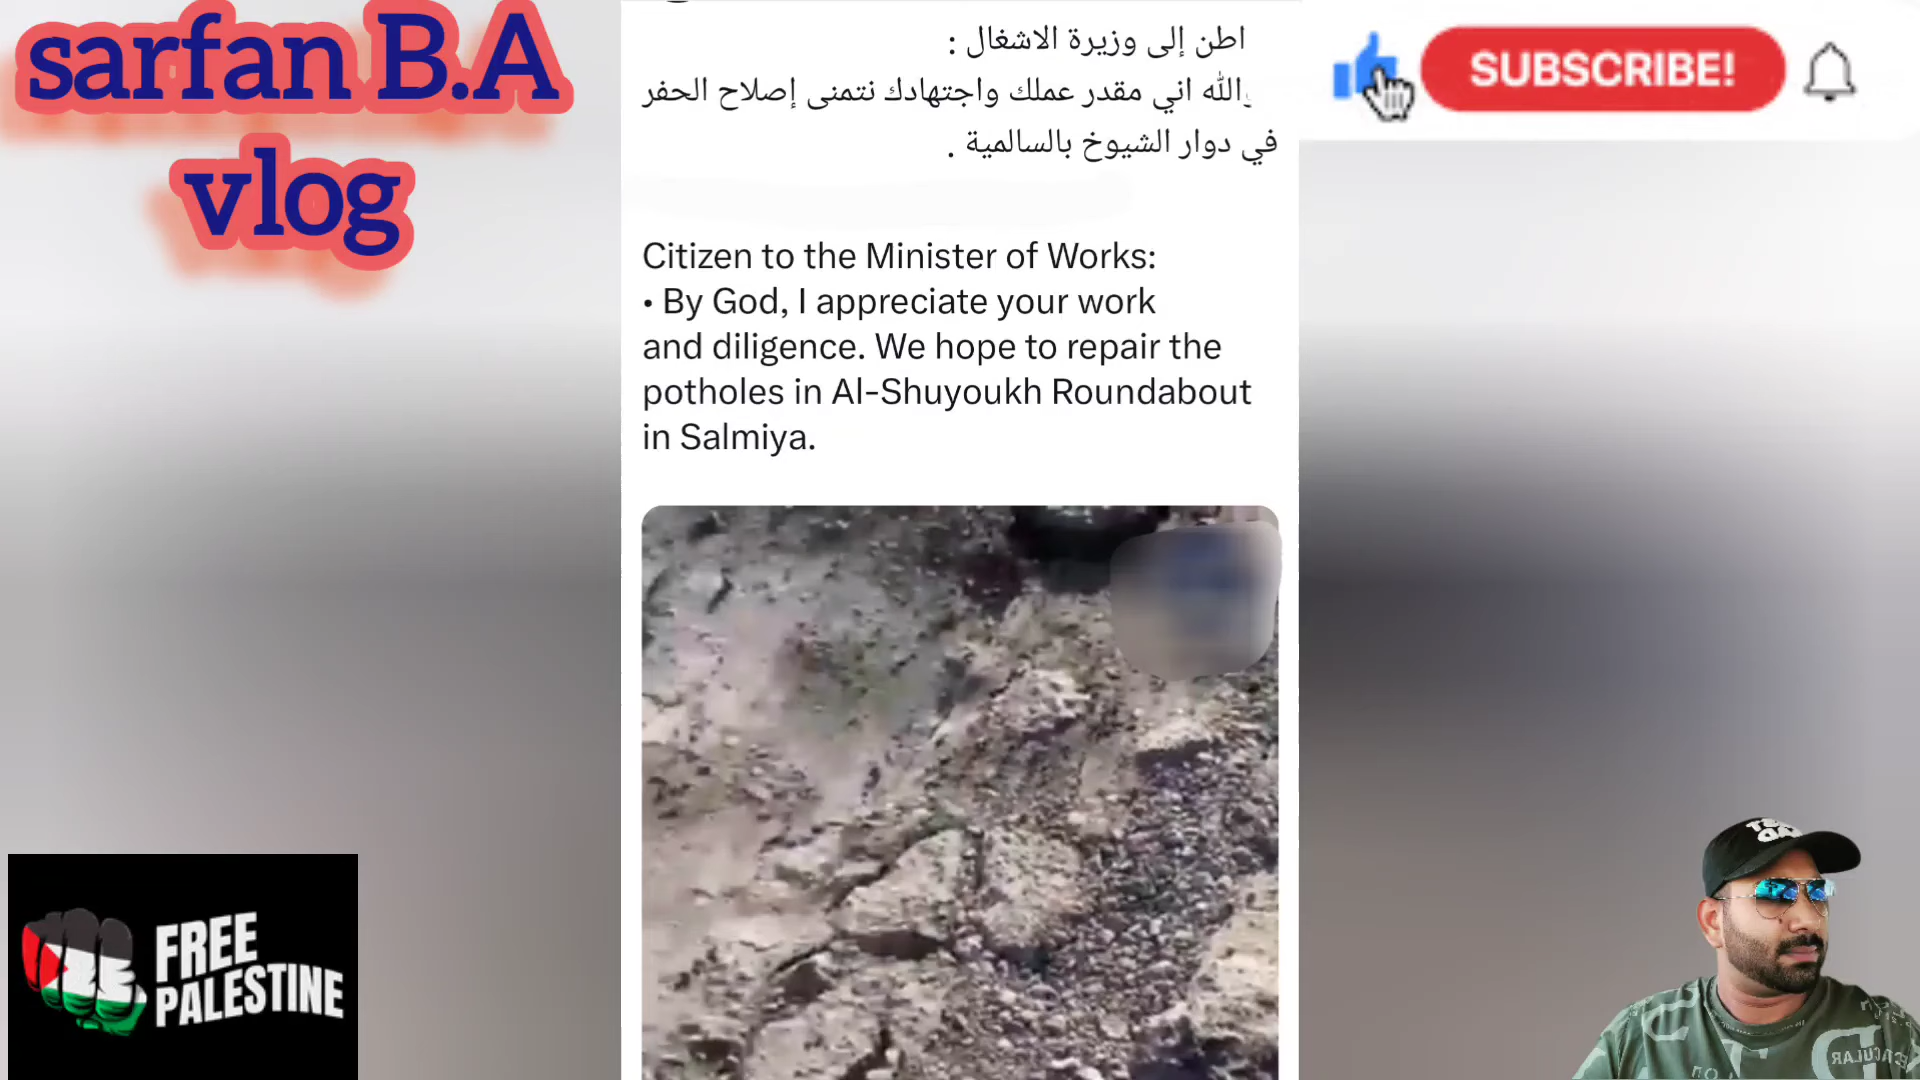 sarfan B.A
vlog
اطن إلى وزيرة الاشغال :
والله اني مقدر عملك واجتهادك نتمنى إصلاح الحفر
في دوار الشيوخ بالسالمية .
SUBSCRIBE!
Citizen to the Minister of Works:
• By God, I appreciate your work
and diligence. We hope to repair the
potholes in Al-Shuyoukh Roundabout
in Salmiya.
FREE
PALESTINE